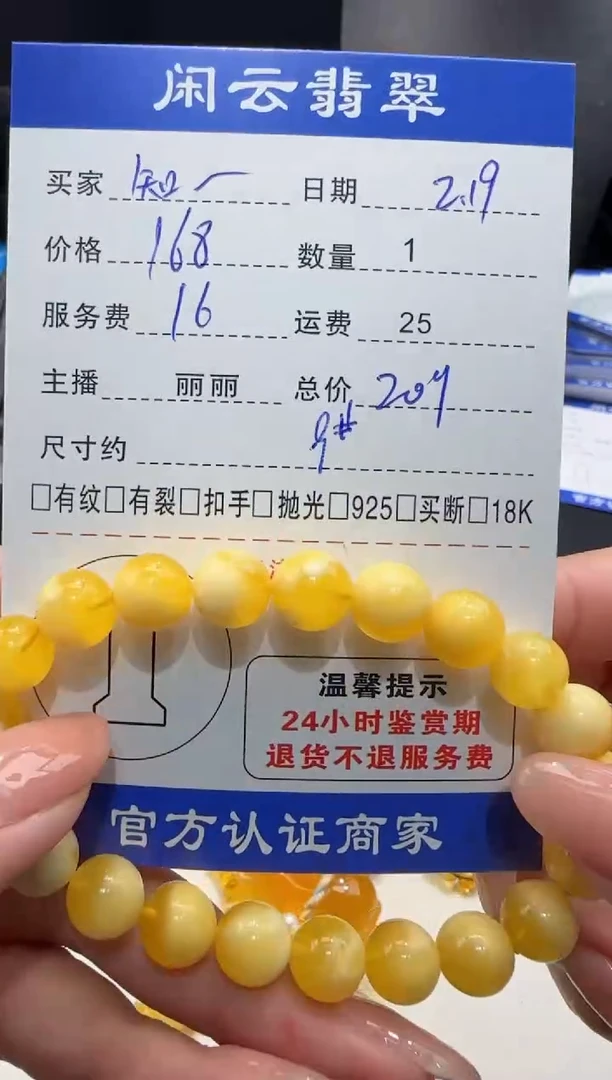 闲云翡翠
买家 知一 日期 2.19
价格 168 数量 1
服务费 16 运费 25
主播 丽丽 总价 209
尺寸约 9#
□有纹□有裂□扣手□抛光□925□买断□18K
温馨提示
24小时鉴赏期
退货不退服务费
官方认证商家